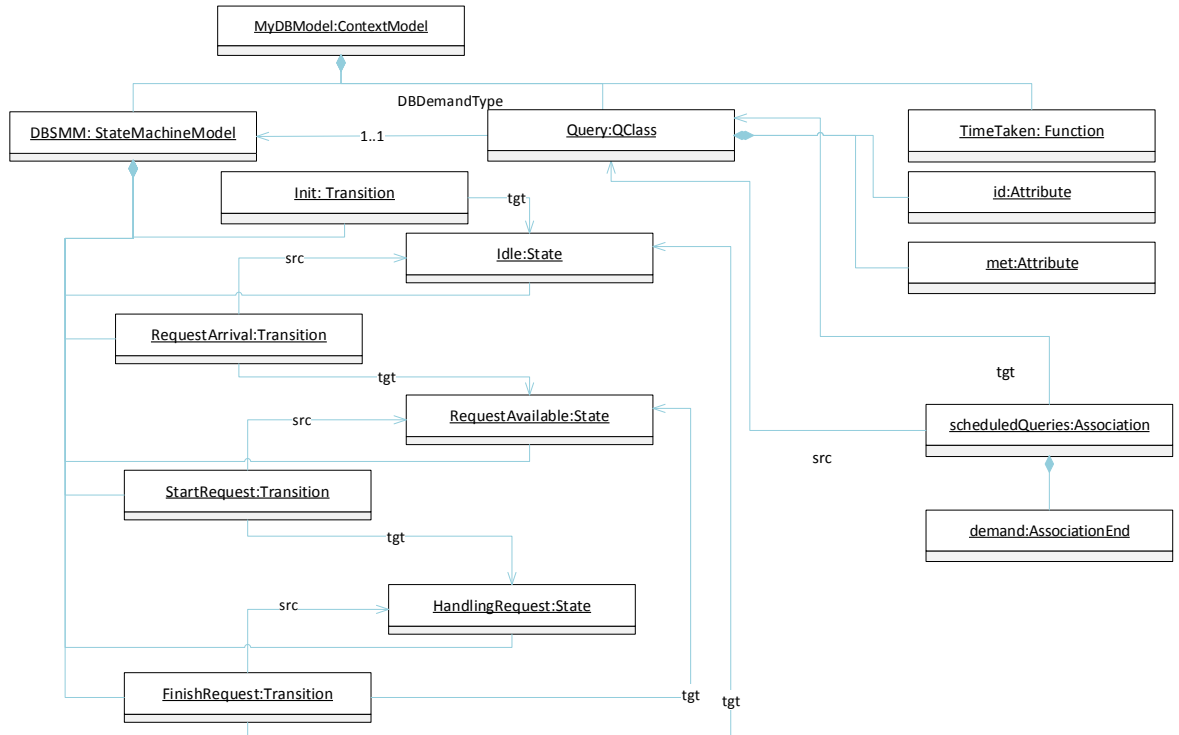 MyDBModel:ContextModel
DBDemandType
DBSMM: StateMachineModel
1..1
Query:QClass
TimeTaken: Function
Init: Transition
tgt
id:Attribute
Idle:State
met:Attribute
src
RequestArrival:Transition
tgt
tgt
RequestAvailable:State
src
scheduledQueries:Association
src
StartRequest:Transition
demand:AssociationEnd
tgt
HandlingRequest:State
src
FinishRequest:Transition
tgt
tgt